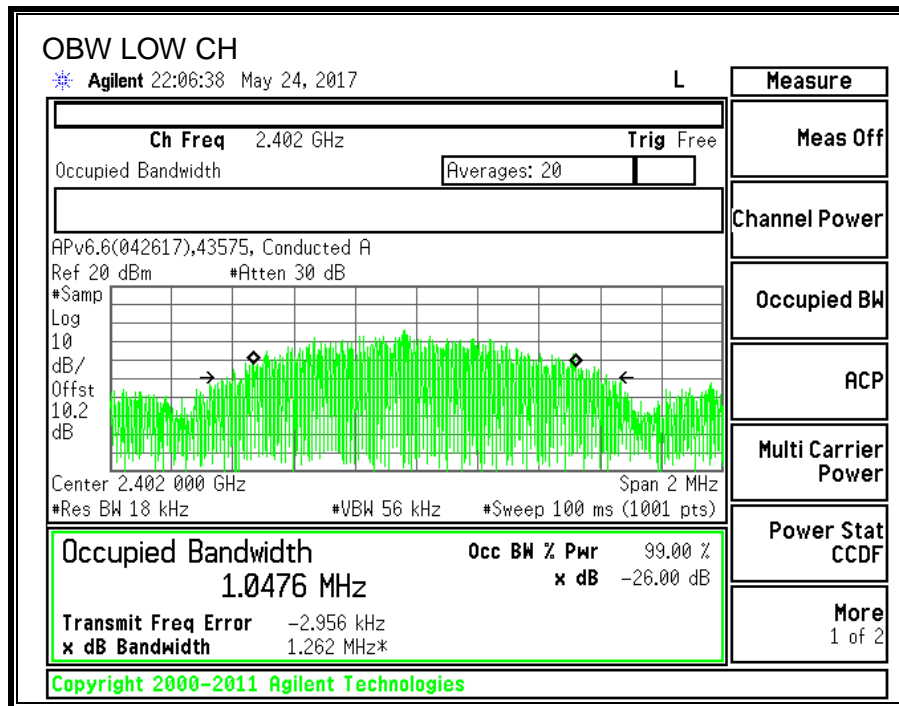 OBW LOW CH
Agilent 22:06:38 May 24, 2017 L
Measure
Ch Freq 2.402 GHz Trig Free
Meas Off
Occupied Bandwidth Averages: 20
Channel Power
APv6.6(042617),43575, Conducted A
Ref 20 dBm #Atten 30 dB
#Samp
Log
10
dB/
Offst
10.2
dB
Occupied BW
ACP
Multi Carrier
Power
Center 2.402 000 GHz Span 2 MHz
#Res BW 18 kHz #VBW 56 kHz #Sweep 100 ms (1001 pts)
Power Stat
CCDF
Occupied Bandwidth Occ BW % Pwr 99.00 %
1.0476 MHz x dB -26.00 dB
Transmit Freq Error -2.956 kHz
x dB Bandwidth 1.262 MHz*
More
1 of 2
Copyright 2000-2011 Agilent Technologies